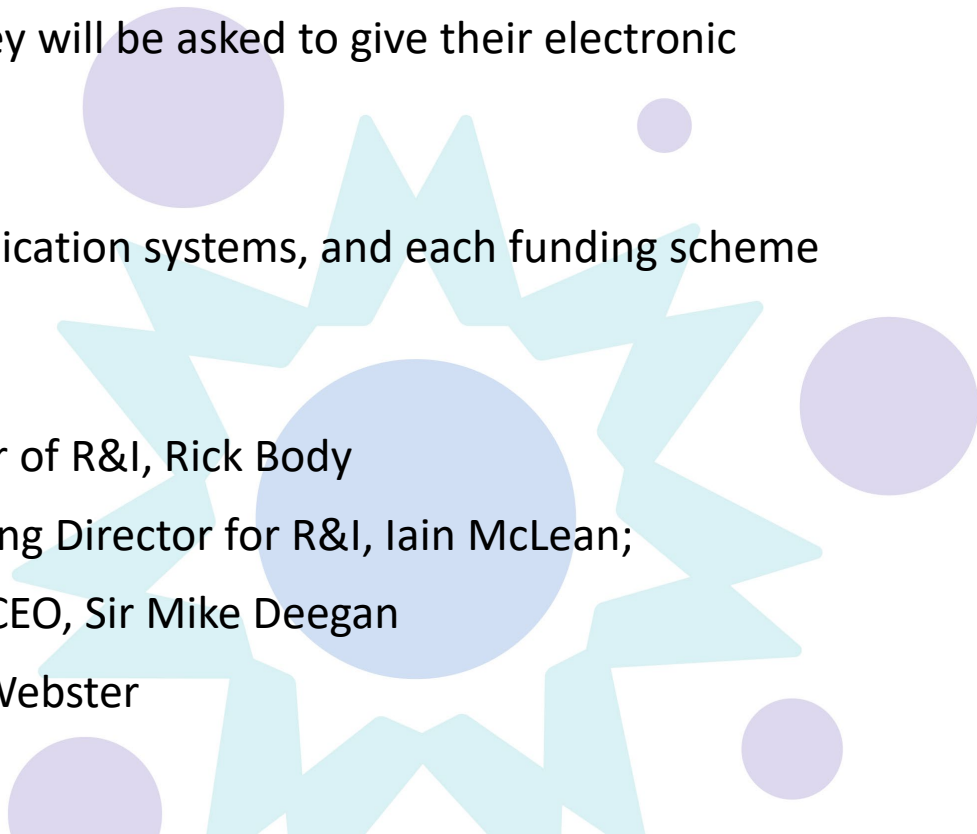 ey will be asked to give their electronic
ication systems, and each funding scheme
r of R&I, Rick Body
ng Director for R&I, Iain McLean;
CEO, Sir Mike Deegan
Webster